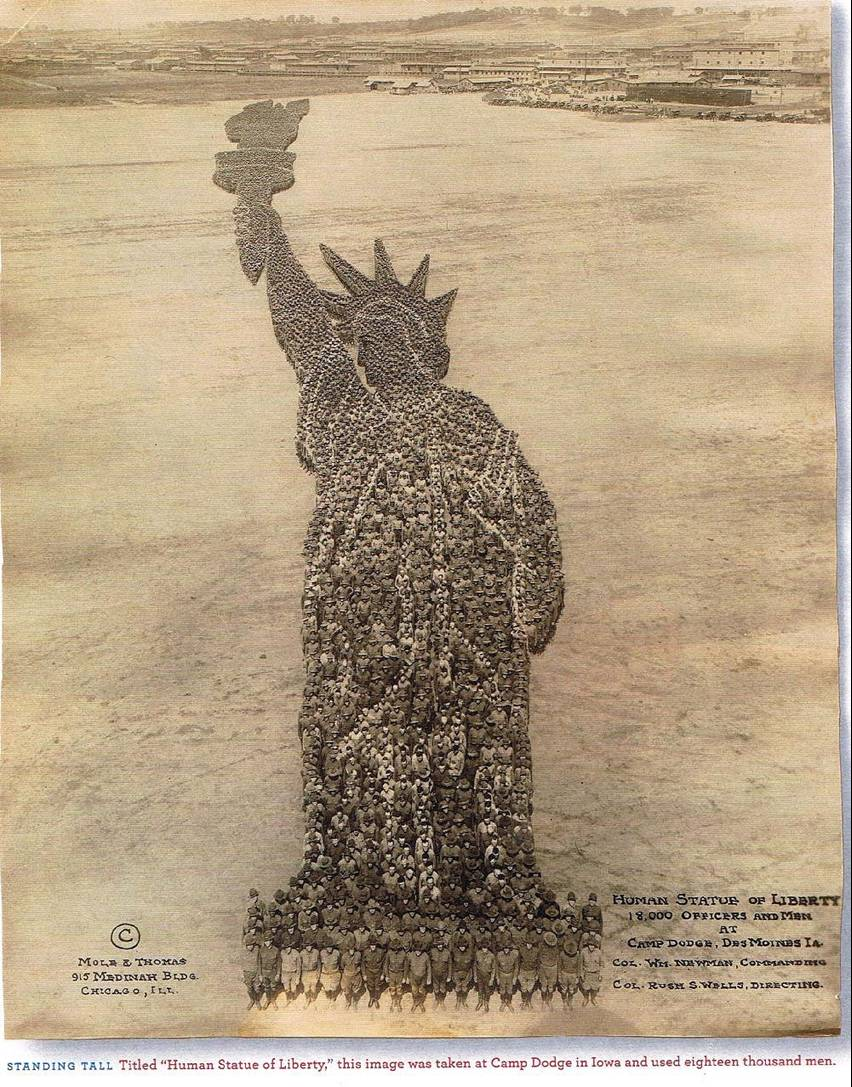 ©
MOLE & THOMAS
915 MEDINAH BLDG.
CHICAGO, ILL.
HUMAN STATUE OF LIBERTY
18,000 OFFICERS AND MEN
AT
CAMP DODGE, DES MOINES IA.
COL. WM. NEWMAN, COMMANDING
COL. RUSH S. WELLS, DIRECTING.
STANDING TALL Titled “Human Statue of Liberty,” this image was taken at Camp Dodge in Iowa and used eighteen thousand men.